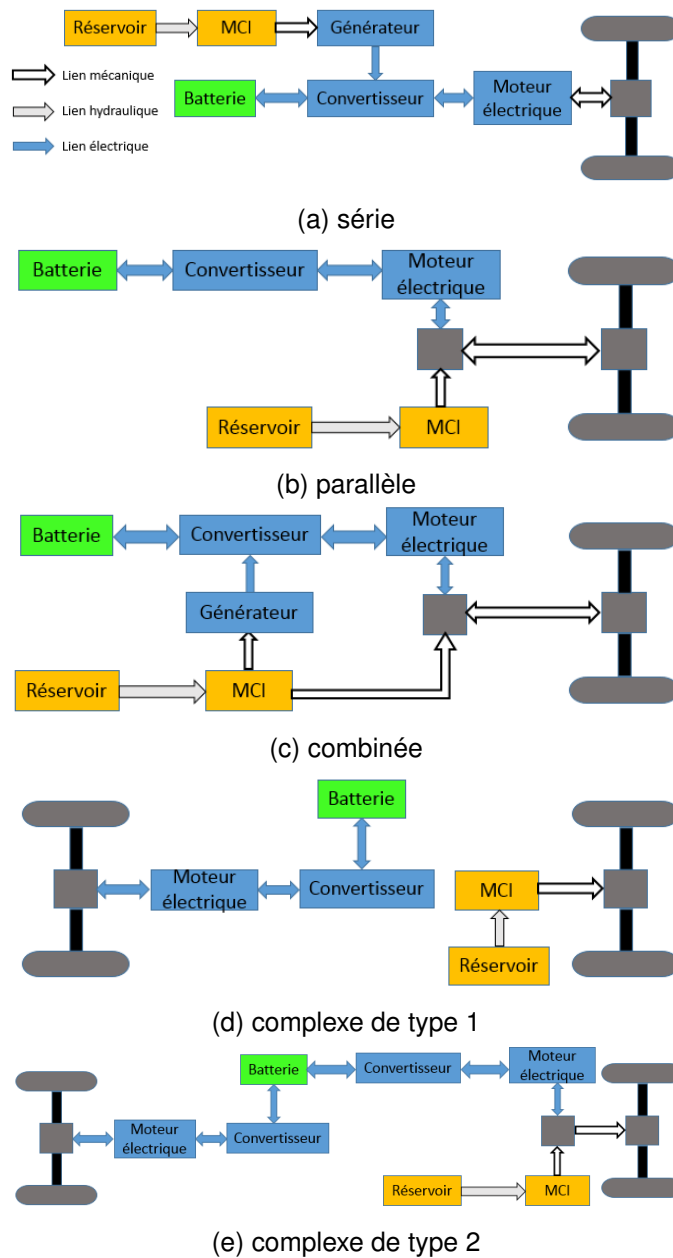 Réservoir
MCI
Générateur
Lien mécanique
Lien hydraulique
Lien électrique
Batterie
Convertisseur
Moteur
électrique
(a) série
Batterie
Convertisseur
Moteur
électrique
Réservoir
MCI
(b) parallèle
Batterie
Convertisseur
Moteur
électrique
Générateur
Réservoir
MCI
(c) combinée
Batterie
Moteur
électrique
Convertisseur
MCI
Réservoir
(d) complexe de type 1
Batterie
Convertisseur
Moteur
électrique
Moteur
électrique
Convertisseur
Réservoir
MCI
(e) complexe de type 2